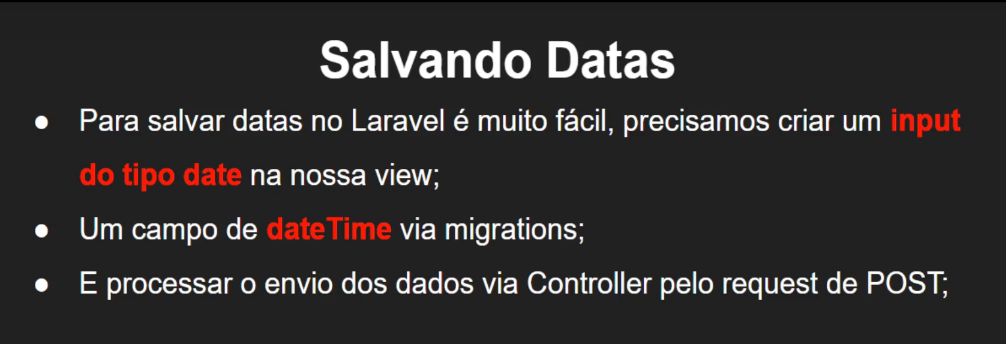 Salvando Datas
● Para salvar datas no Laravel é muito fácil, precisamos criar um input
do tipo date na nossa view;
● Um campo de dateTime via migrations;
● E processar o envio dos dados via Controller pelo request de POST;